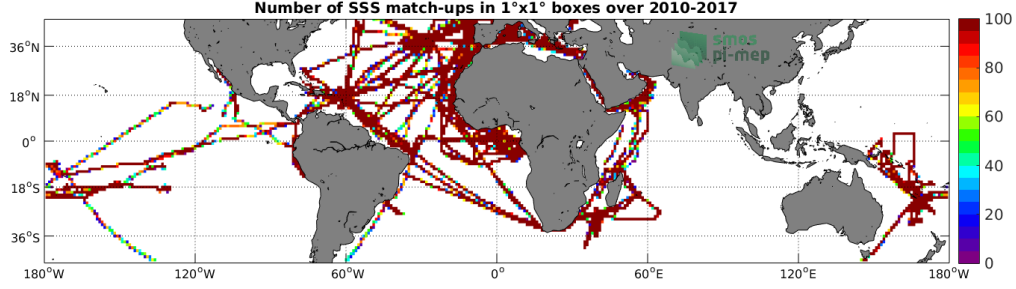 Number of SSS match-ups in 1°x1° boxes over 2010-2017
smos
pi-mep
36°N
18°N
0°
18°S
36°S
180°W 120°W 60°W 0° 60°E 120°E 180°W
100
80
60
40
20
0